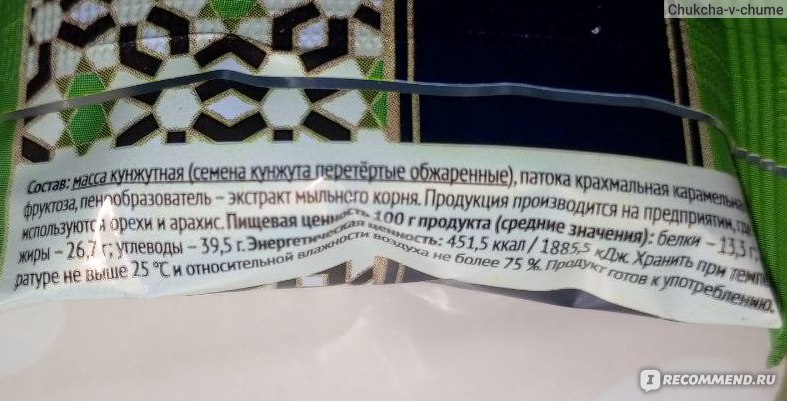 Chukcha-v-chume
Состав: масса кунжутная (семена кунжута перетёртые обжаренные), патока крахмальная
фруктоза, пенообразователь – экстракт мыльного корня. Продукция производится на предприятии, где
используются орехи и арахис. Пищевая ценность 100 г продукта (средние значения): белки – 13,3
жиры – 26,7 г; углеводы – 39,5 г. Энергетическая ценность: 451,5 ккал / 1885,5 кДж. Хранить при темпе-
ратуре не выше 25 °С и относительной влажности воздуха не более 75 %. Продукт готов к употреблению.
IRECOMMEND.RU